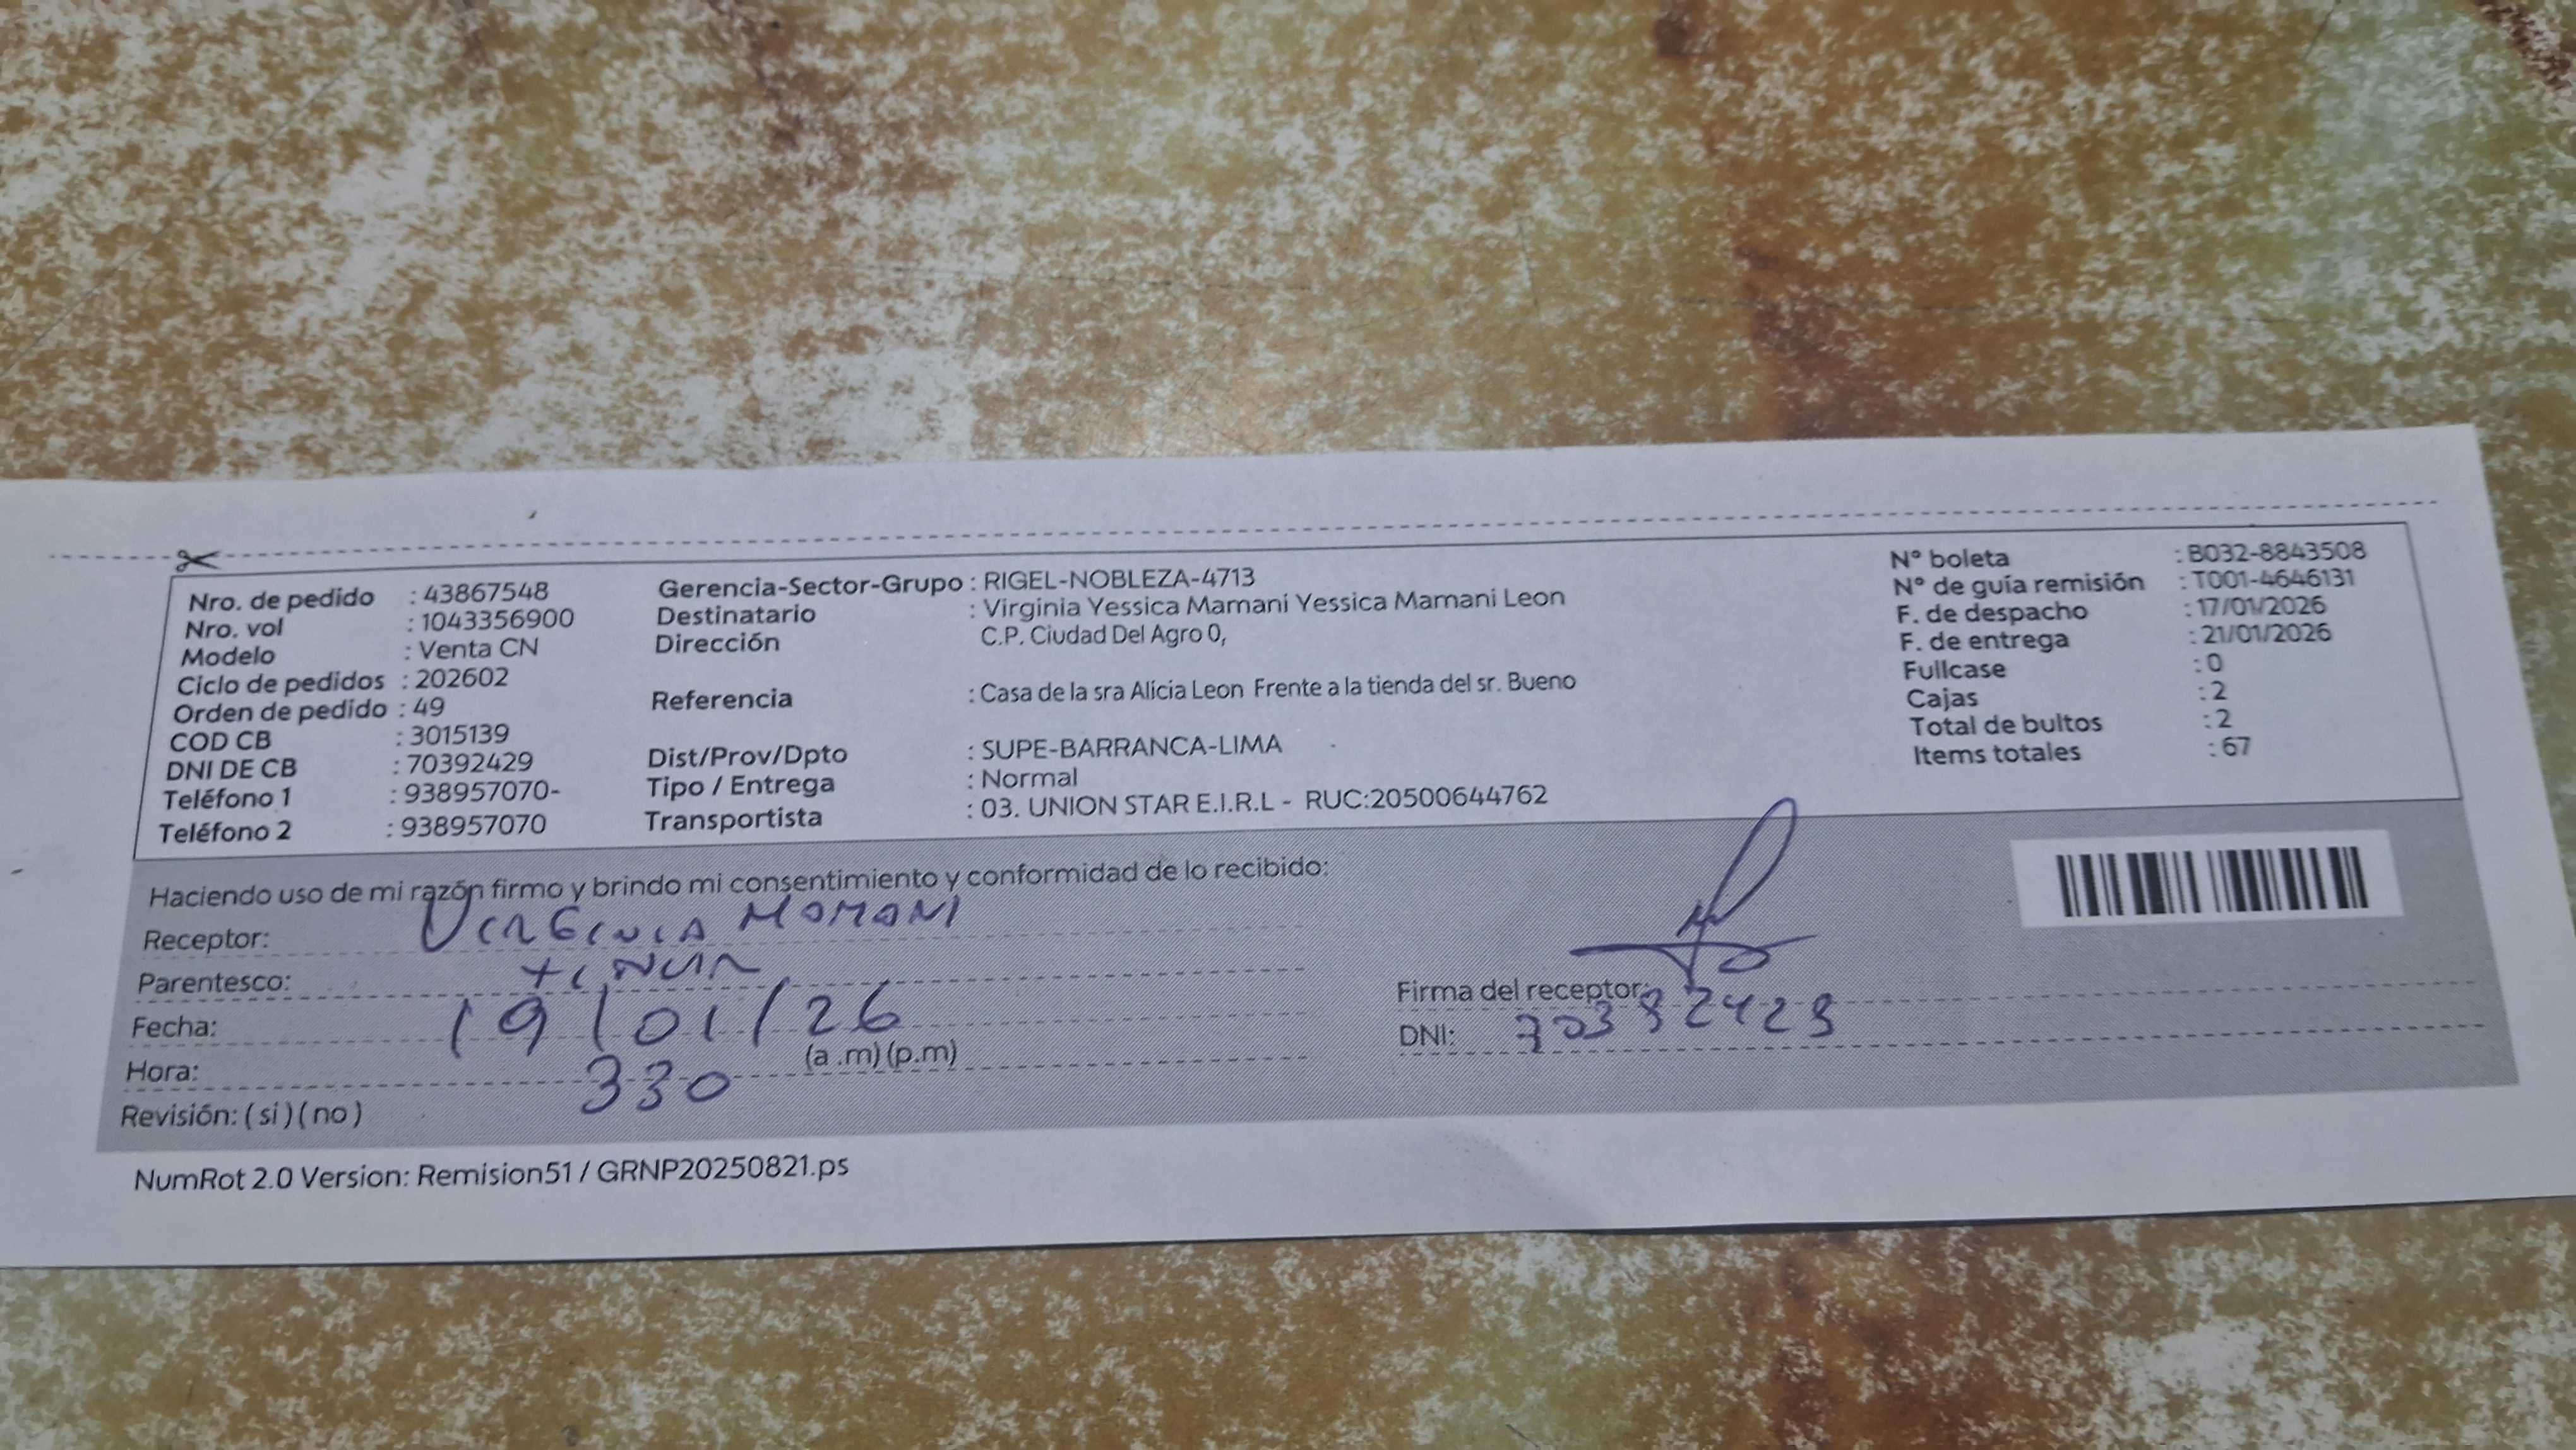 Nro. de pedido : 43867548
Nro. vol : 1043356900
Modelo : Venta CN
Ciclo de pedidos : 202602
Orden de pedido : 49
COD CB : 3015139
DNI DE CB : 70392429
Teléfono 1 : 938957070-
Teléfono 2 : 938957070
Gerencia-Sector-Grupo : RIGEL-NOBLEZA-4713
Destinatario : Virginia Yessica Mamani Yessica Mamani Leon
Dirección C.P. Ciudad Del Agro 0,
Referencia : Casa de la sra Alicia Leon Frente a la tienda del sr. Bueno
Dist/Prov/Dpto : SUPE-BARRANCA-LIMA
Tipo / Entrega : Normal
Transportista : 03. UNION STAR E.I.R.L - RUC:20500644762
N° boleta : B032-8843508
N° de guía remisión : T001-4646131
F. de despacho : 17/01/2026
F. de entrega : 21/01/2026
Fullcase : 0
Cajas : 2
Total de bultos : 2
Items totales : 67
Haciendo uso de mi razón firmo y brindo mi consentimiento y conformidad de lo recibido:
Receptor: VIRGINIA MAMANI
Parentesco:
Fecha: 19/01/26
Hora: 330 (a .m) (p.m)
Revisión: ( si ) ( no )
Firma del receptor:
DNI: 70392429
NumRot 2.0 Version: Remision51 / GRNP20250821.ps